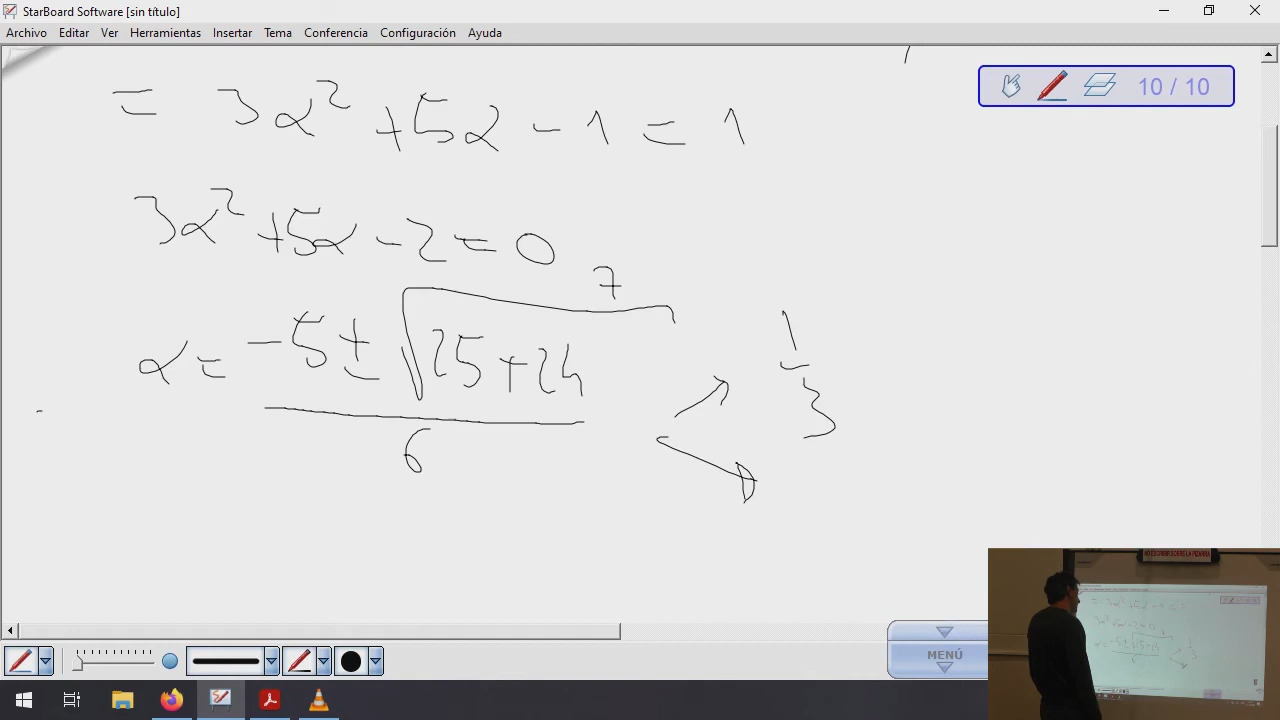 StarBoard Software [sin título]
Archivo Editar Ver Herramientas Insertar Tema Conferencia Configuración Ayuda
10 / 10
= 3α² + 5α - 1 = 1
3α² + 5α - 2 = 0
7
α = -5 ± √25+24
6
1
3
MENÚ